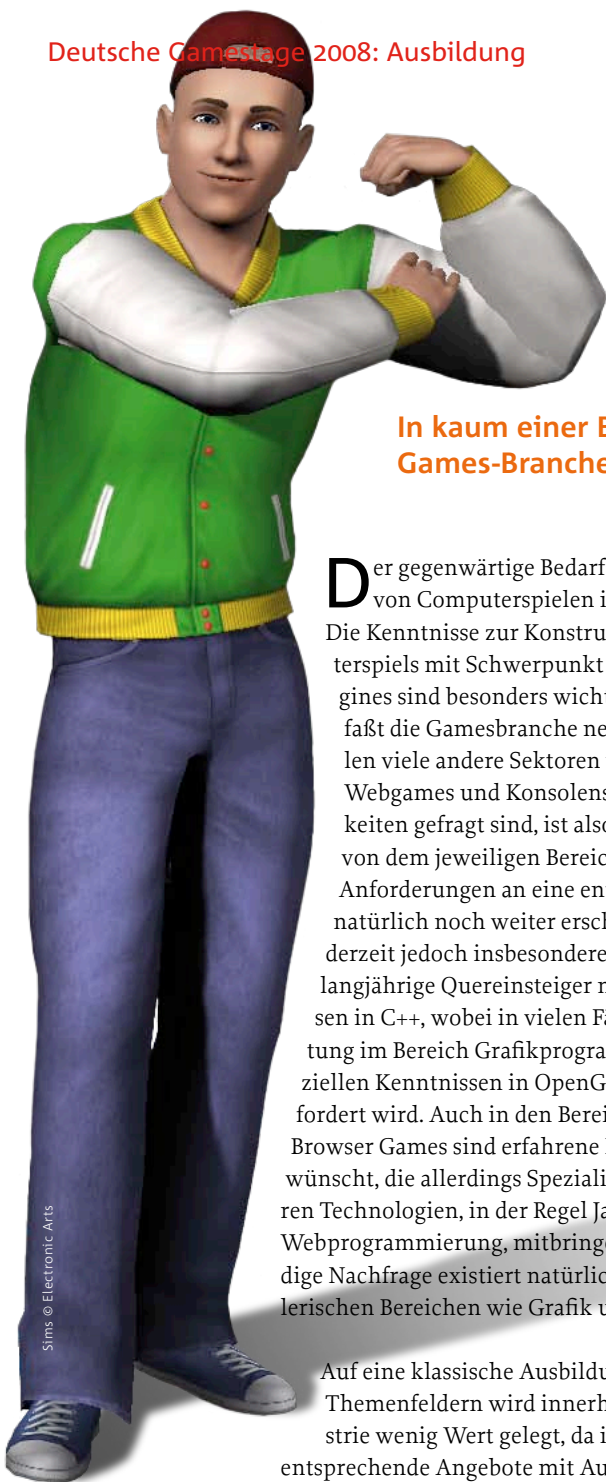 Deutsche Gamestage 2008: Ausbildung
In kaum einer
Games-Branche
Der gegenwärtige Bedarf
von Computerspielen i
Die Kenntnisse zur Konstru
terspiels mit Schwerpunkt
gines sind besonders wicht
faßt die Gamesbranche ne
len viele andere Sektoren
Webgames und Konsolens
keiten gefragt sind, ist also
von dem jeweiligen Bereic
Anforderungen an eine en
natürlich noch weiter ersch
derzeit jedoch insbesondere
langjährige Quereinsteiger
sen in C++, wobei in vielen Fä
tung im Bereich Grafikprogra
ziellen Kenntnissen in OpenG
fordert wird. Auch in den Berei
Browser Games sind erfahrene
wünscht, die allerdings Speziali
ren Technologien, in der Regel Ja
Webprogrammierung, mitbringe
dige Nachfrage existiert natürlic
lerischen Bereichen wie Grafik u
Auf eine klassische Ausbildu
Themenfeldern wird innerh
strie wenig Wert gelegt, da i
entsprechende Angebote mit Au
Sims © Electronic Arts